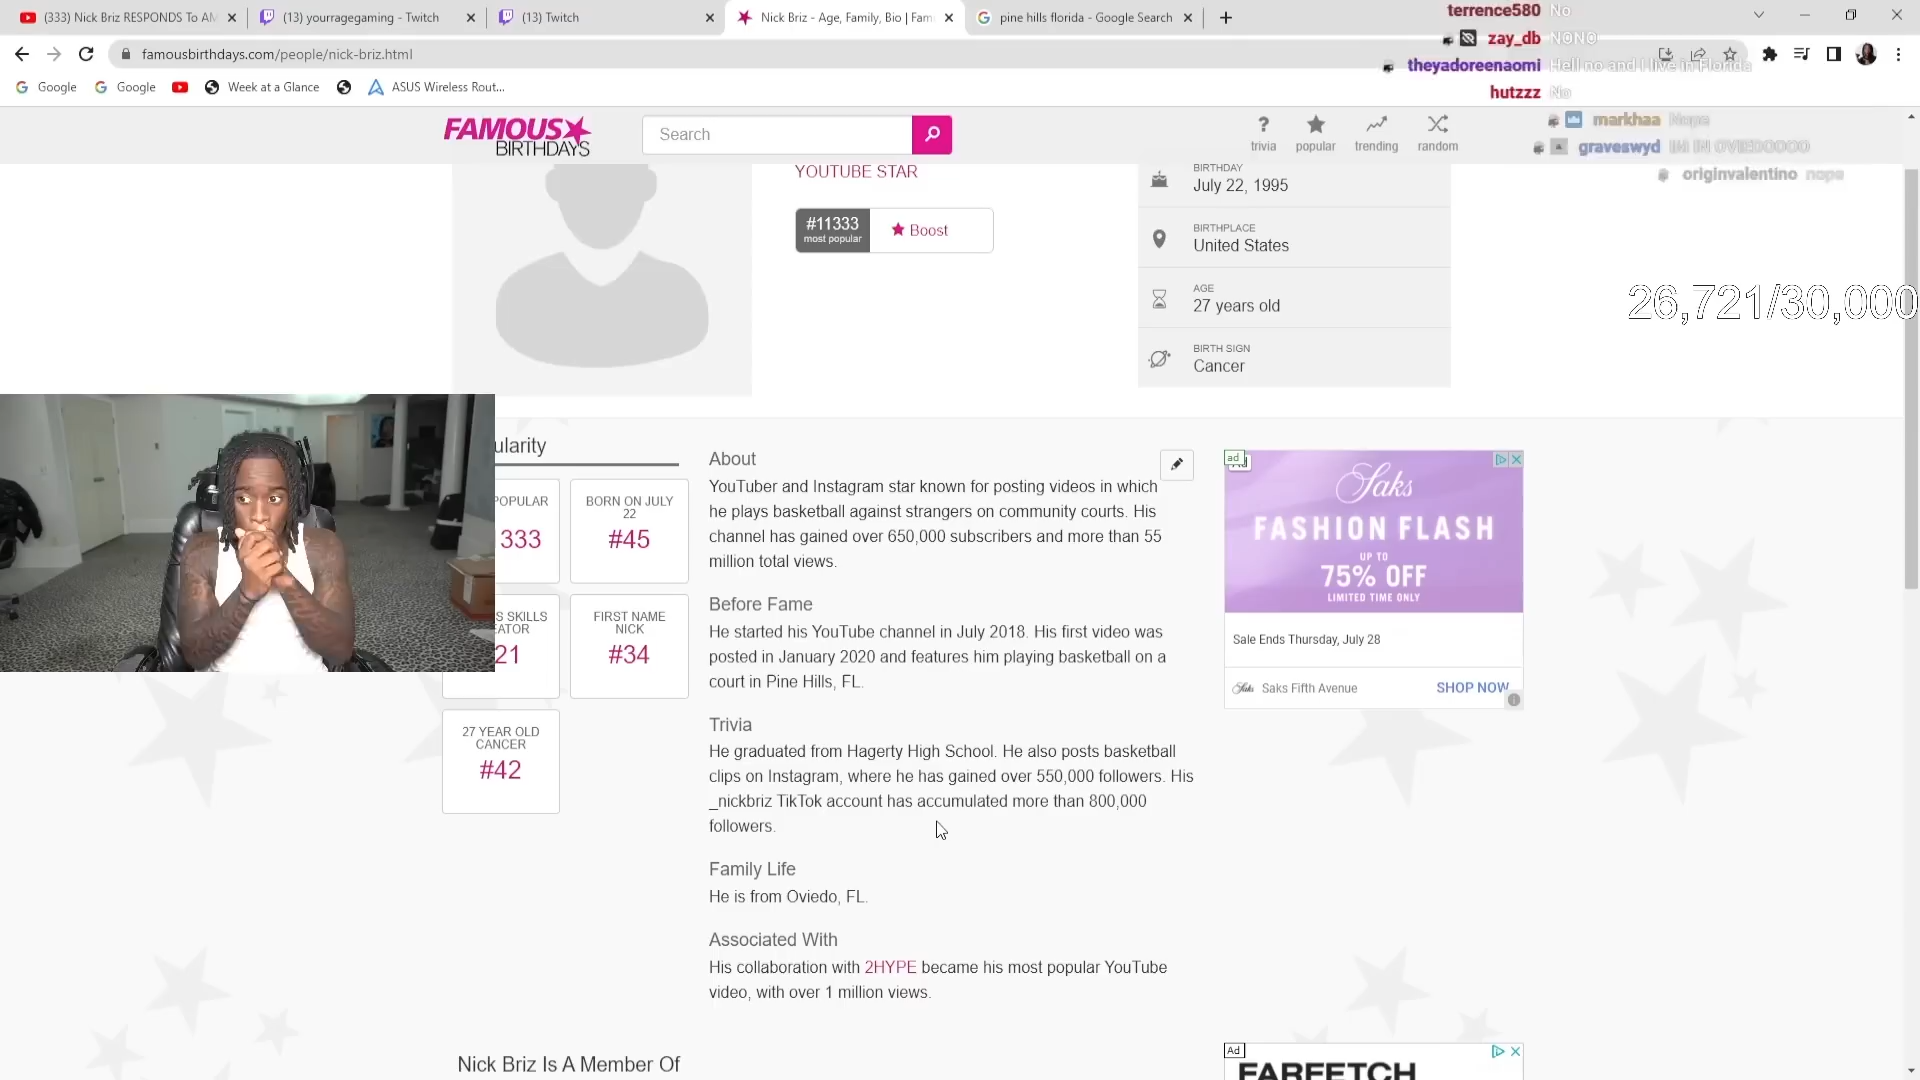 (333) Nick Briz RESPONDS To AM
(13) yourragegaming - Twitch
(13) Twitch
Nick Briz - Age, Family, Bio | Fam
pine hills florida - Google Search
famousbirthdays.com/people/nick-briz.html
Google
Google
Week at a Glance
ASUS Wireless Rout...
terrence580 No
zay_db NONO
theyadoreenaomi Hell no and I live in Florida
hutzzz No
markhaa Nope
graveswyd IM IN OVIEDOOOOO
originvalentino nope
26,721/30,000
FAMOUS
BIRTHDAYS
Search
?
trivia
popular
trending
random
YOUTUBE STAR
#11333
most popular
Boost
BIRTHDAY
July 22, 1995
BIRTHPLACE
United States
AGE
27 years old
BIRTH SIGN
Cancer
ularity
POPULAR
333
BORN ON JULY
22
#45
S SKILLS
ATOR
21
FIRST NAME
NICK
#34
27 YEAR OLD
CANCER
#42
About
YouTuber and Instagram star known for posting videos in which
he plays basketball against strangers on community courts. His
channel has gained over 650,000 subscribers and more than 55
million total views.
Before Fame
He started his YouTube channel in July 2018. His first video was
posted in January 2020 and features him playing basketball on a
court in Pine Hills, FL.
Trivia
He graduated from Hagerty High School. He also posts basketball
clips on Instagram, where he has gained over 550,000 followers. His
_nickbriz TikTok account has accumulated more than 800,000
followers.
Family Life
He is from Oviedo, FL.
Associated With
His collaboration with 2HYPE became his most popular YouTube
video, with over 1 million views.
Nick Briz Is A Member Of
ad
Saks
FASHION FLASH
UP TO
75% OFF
LIMITED TIME ONLY
Sale Ends Thursday, July 28
Saks
Saks Fifth Avenue
SHOP NOW
Ad
FARFETCH